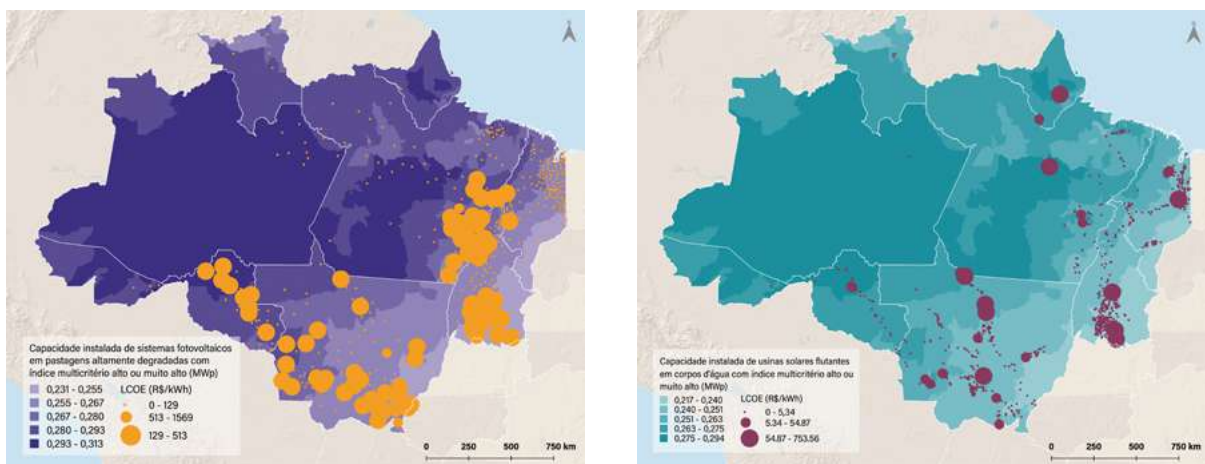 Capacidade instalada de sistemas fotovoltaicos
em pastagens altamente degradadas com
índice multicritério alto ou muito alto (MWp)
0,231 - 0,255
0,255 - 0,267
0,267 - 0,280
0,280 - 0,293
0,293 - 0,313
LCOE (R$/kWh)
0 - 129
513 - 1569
129 - 513
0 250 500 750 km
Capacidade instalada de usinas solares flutantes
em corpos d'água com índice multicritério alto ou
muito alto (MWp)
0,217 - 0,240
0,240 - 0,251
0,251 - 0,263
0,263 - 0,275
0,275 - 0,294
LCOE (R$/kWh)
0 - 5,34
5.34 - 54.87
54.87 - 753.56
0 250 500 750 km